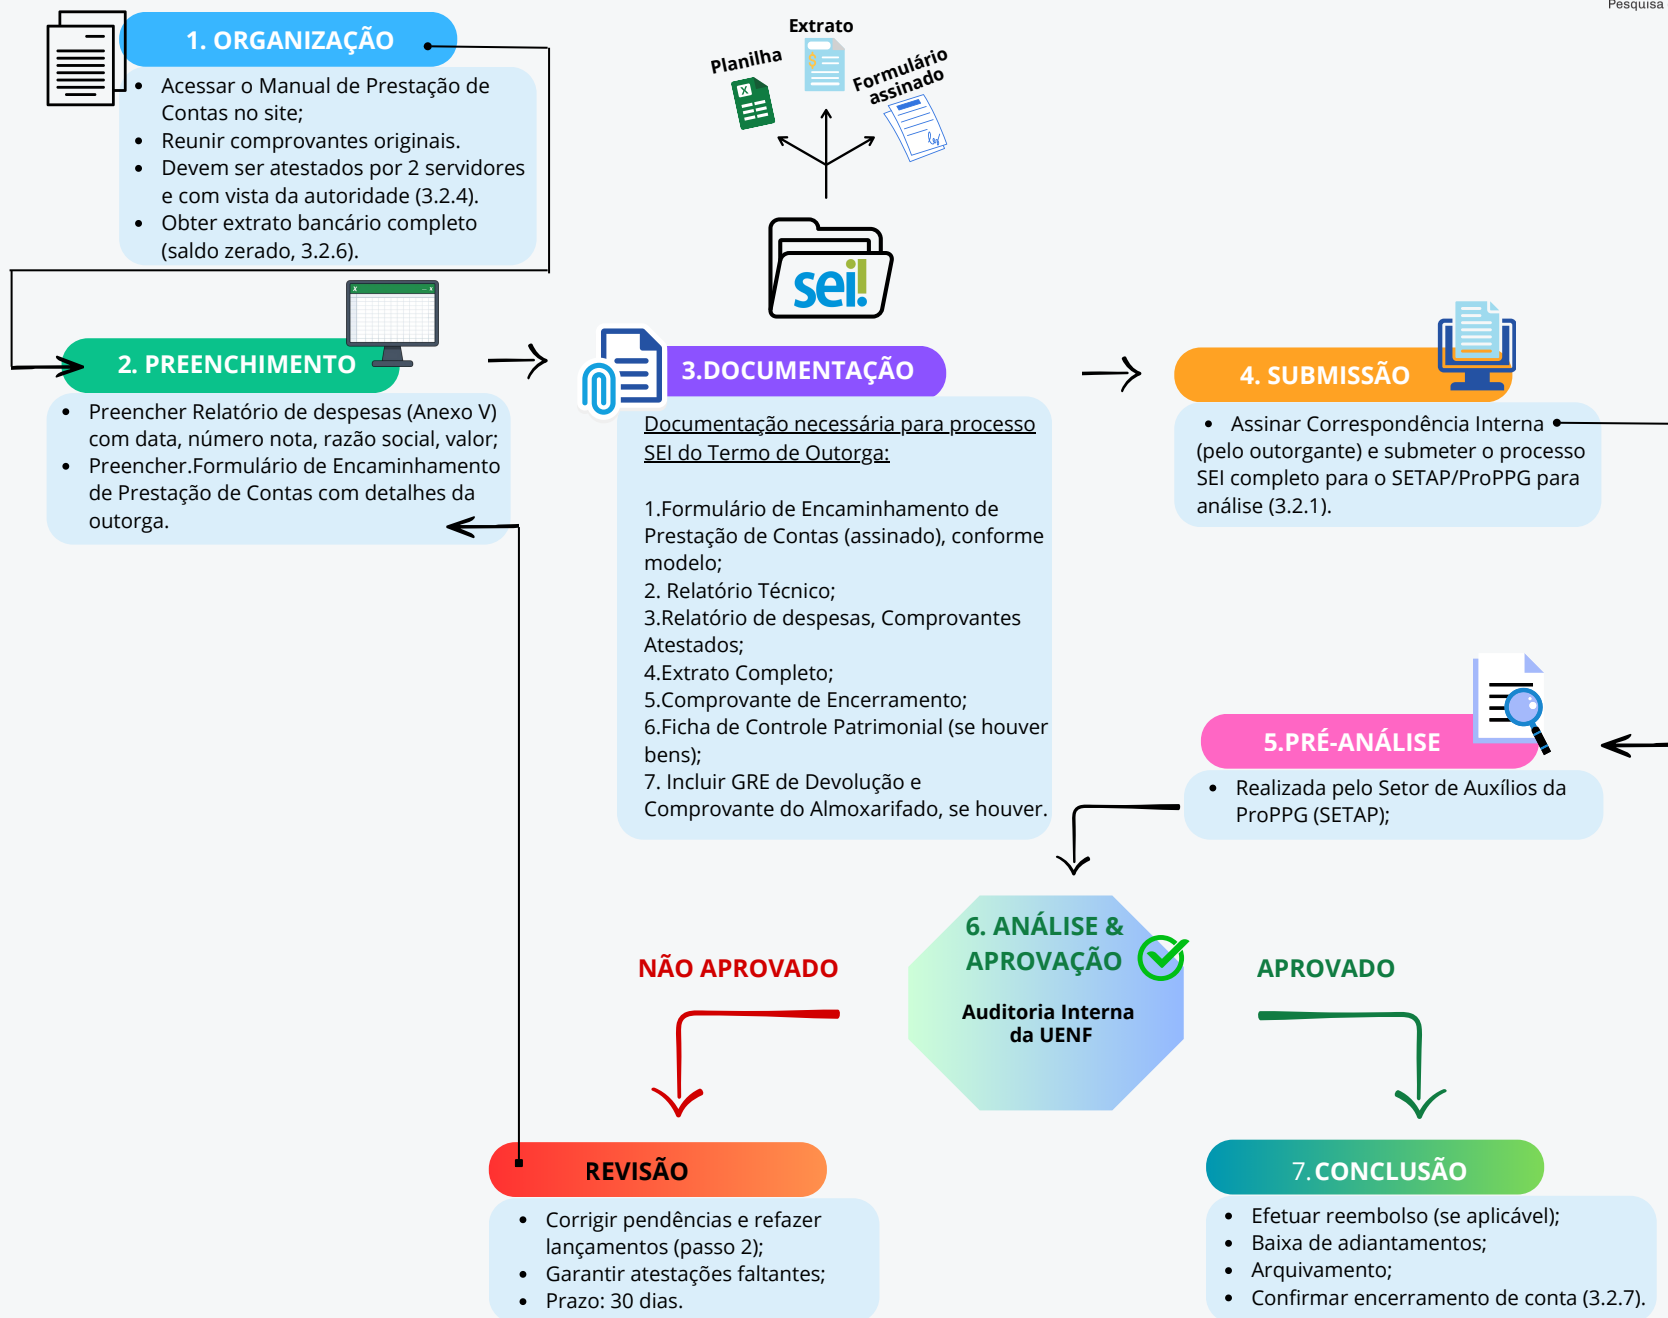 Pesquisa
1. ORGANIZAÇÃO
Acessar o Manual de Prestação de
Contas no site;
Reunir comprovantes originais.
Devem ser atestados por 2 servidores
e com vista da autoridade (3.2.4).
Obter extrato bancário completo
(saldo zerado, 3.2.6).
Planilha
Extrato
Formulário
assinado
sei!
2. PREENCHIMENTO
Preencher Relatório de despesas (Anexo V)
com data, número nota, razão social, valor;
Preencher.Formulário de Encaminhamento
de Prestação de Contas com detalhes da
outorga.
3.DOCUMENTAÇÃO
Documentação necessária para processo
SEI do Termo de Outorga:
1.Formulário de Encaminhamento de
Prestação de Contas (assinado), conforme
modelo;
2. Relatório Técnico;
3.Relatório de despesas, Comprovantes
Atestados;
4.Extrato Completo;
5.Comprovante de Encerramento;
6.Ficha de Controle Patrimonial (se houver
bens);
7. Incluir GRE de Devolução e
Comprovante do Almoxarifado, se houver.
4. SUBMISSÃO
Assinar Correspondência Interna
(pelo outorgante) e submeter o processo
SEI completo para o SETAP/ProPPG para
análise (3.2.1).
5.PRÉ-ANÁLISE
Realizada pelo Setor de Auxílios da
ProPPG (SETAP);
6. ANÁLISE &
APROVAÇÃO
Auditoria Interna
da UENF
NÃO APROVADO
APROVADO
REVISÃO
Corrigir pendências e refazer
lançamentos (passo 2);
Garantir atestações faltantes;
Prazo: 30 dias.
7. CONCLUSÃO
Efetuar reembolso (se aplicável);
Baixa de adiantamentos;
Arquivamento;
Confirmar encerramento de conta (3.2.7).